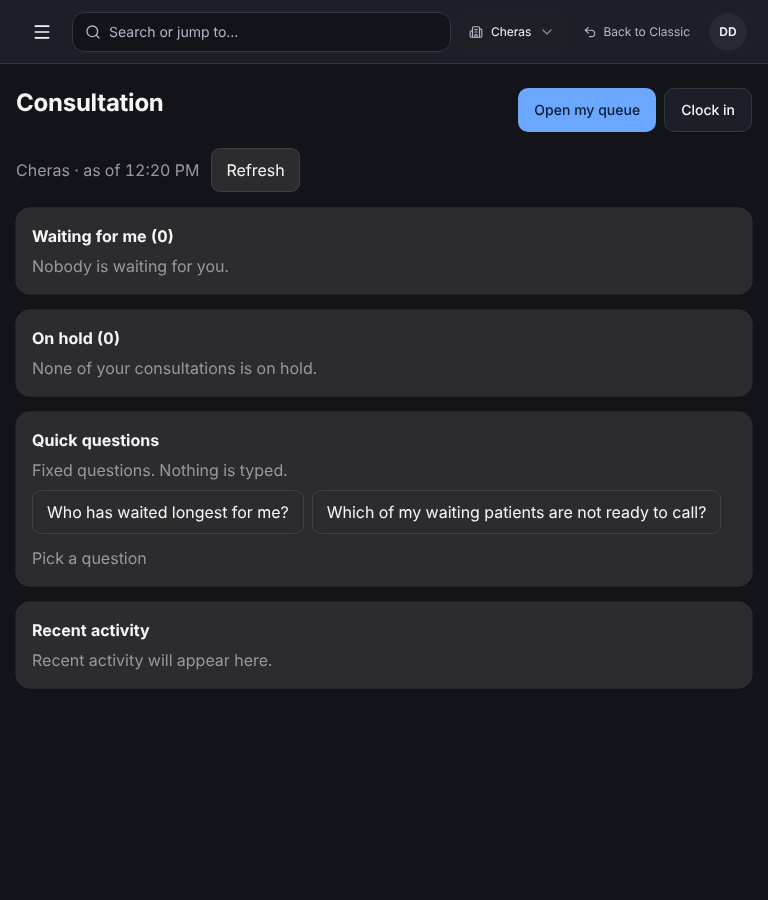 Search or jump to...
Cheras
Back to Classic
DD
Consultation
Open my queue
Clock in
Cheras · as of 12:20 PM
Refresh
Waiting for me (0)
Nobody is waiting for you.
On hold (0)
None of your consultations is on hold.
Quick questions
Fixed questions. Nothing is typed.
Who has waited longest for me?
Which of my waiting patients are not ready to call?
Pick a question
Recent activity
Recent activity will appear here.